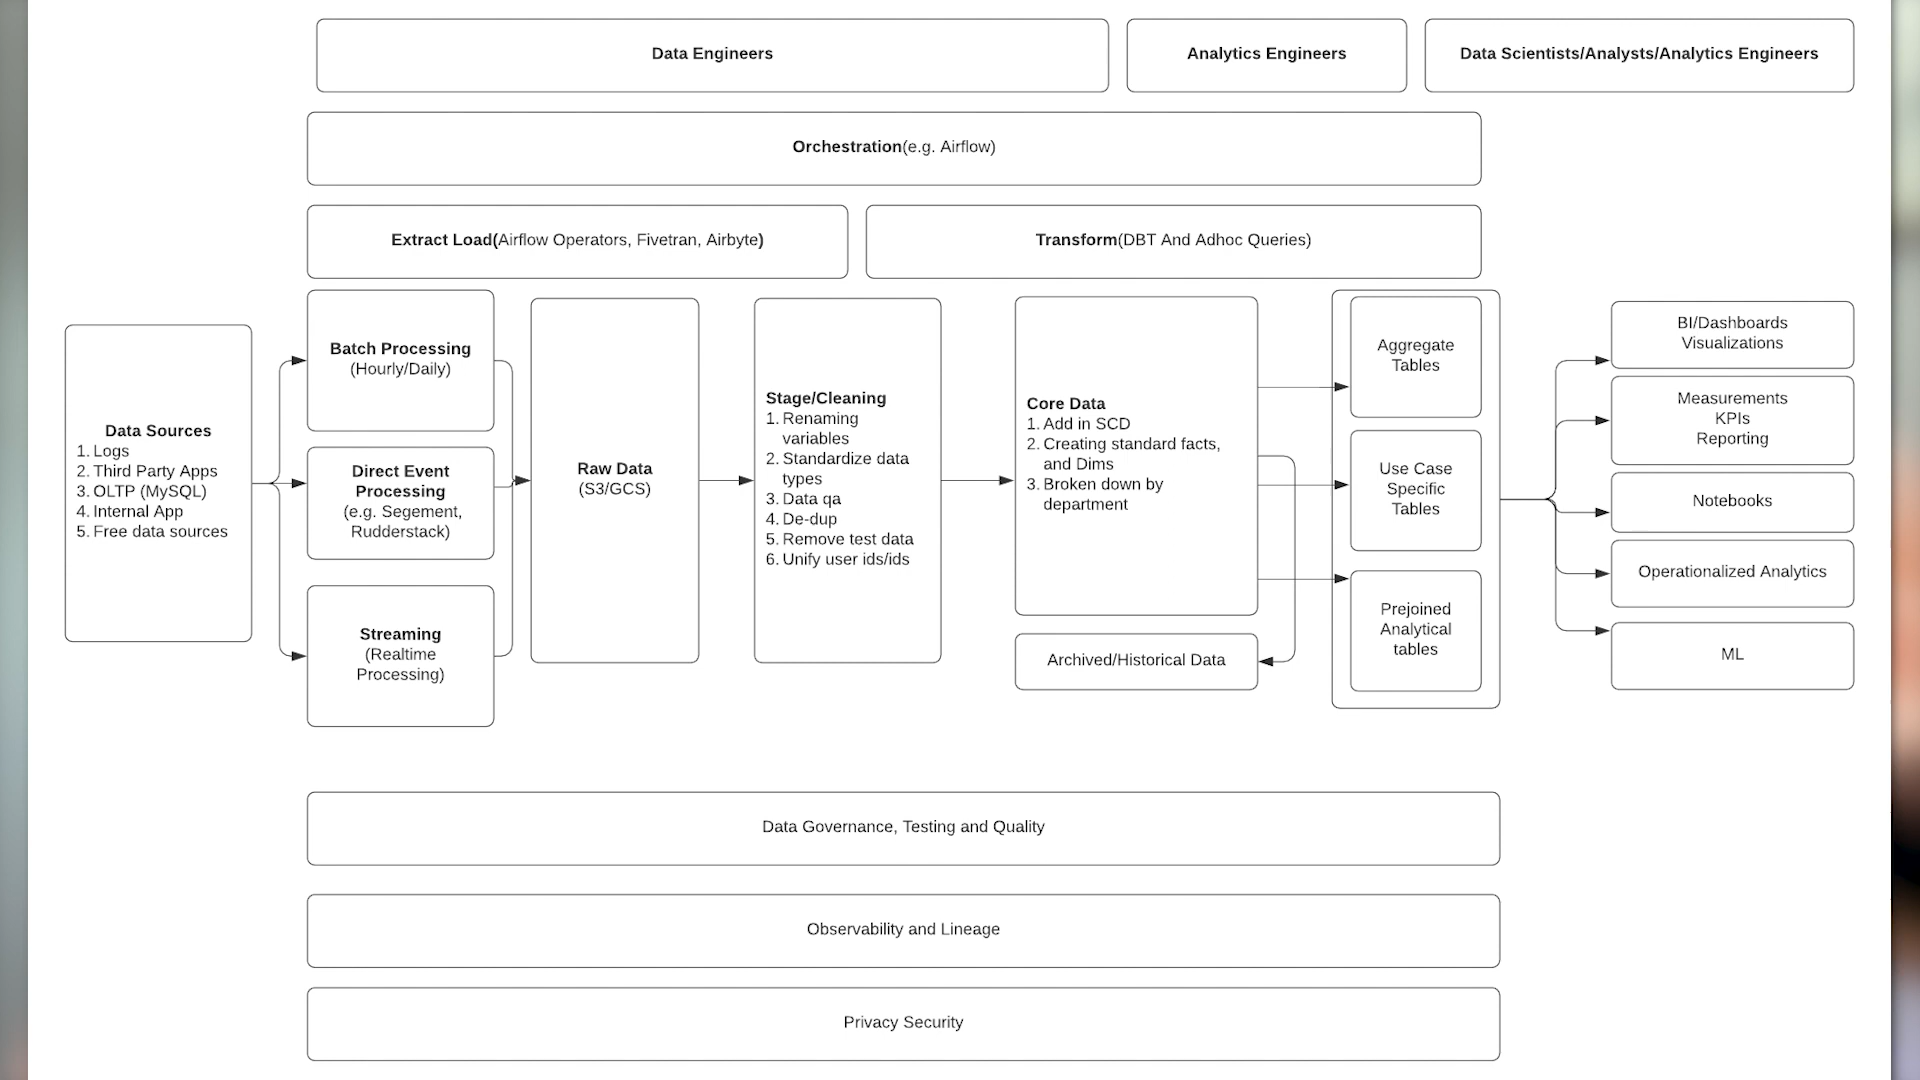 Data Engineers
Analytics Engineers
Data Scientists/Analysts/Analytics Engineers
Orchestration(e.g. Airflow)
Extract Load(Airflow Operators, Fivetran, Airbyte)
Transform(DBT And Adhoc Queries)
Data Sources
1. Logs
2. Third Party Apps
3. OLTP (MySQL)
4. Internal App
5. Free data sources
Batch Processing
(Hourly/Daily)
Direct Event
Processing
(e.g. Segement,
Rudderstack)
Streaming
(Realtime
Processing)
Raw Data
(S3/GCS)
Stage/Cleaning
1. Renaming
variables
2. Standardize data
types
3. Data qa
4. De-dup
5. Remove test data
6. Unify user ids/ids
Core Data
1. Add in SCD
2. Creating standard facts,
and Dims
3. Broken down by
department
Archived/Historical Data
Aggregate
Tables
Use Case
Specific
Tables
Prejoined
Analytical
tables
BI/Dashboards
Visualizations
Measurements
KPIs
Reporting
Notebooks
Operationalized Analytics
ML
Data Governance, Testing and Quality
Observability and Lineage
Privacy Security